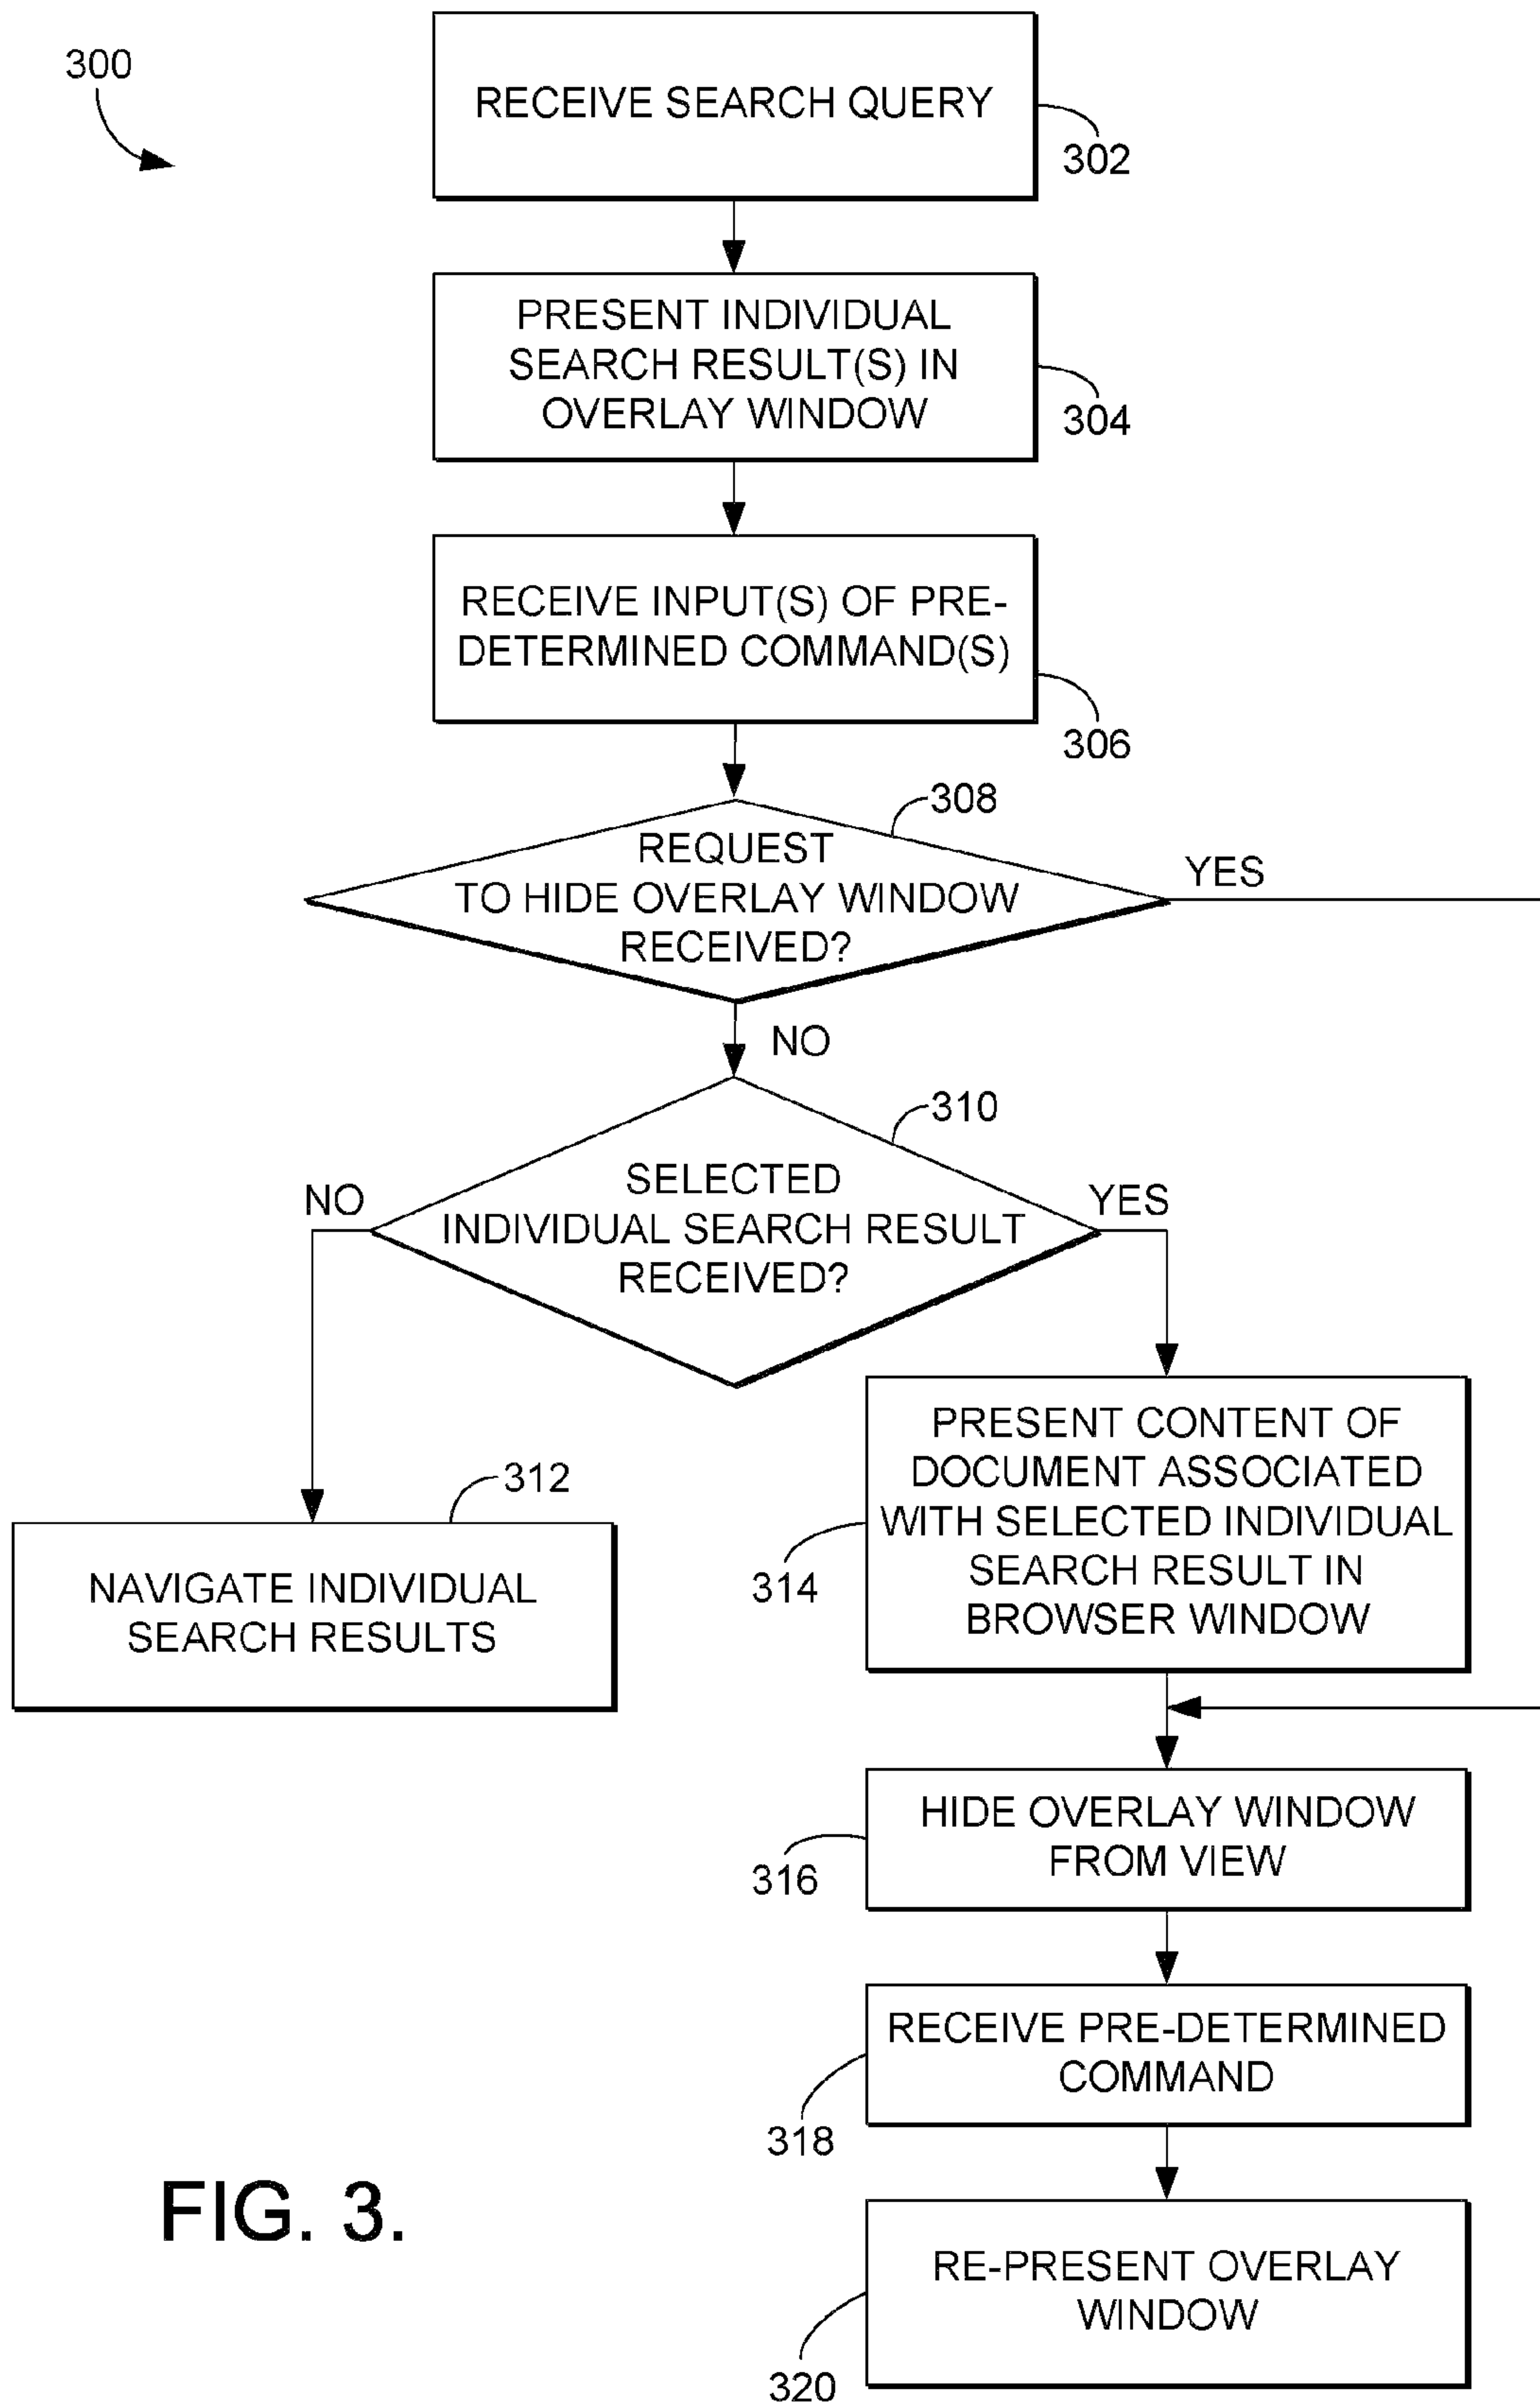 300
RECEIVE SEARCH QUERY
302
PRESENT INDIVIDUAL
SEARCH RESULT(S) IN
OVERLAY WINDOW
304
RECEIVE INPUT(S) OF PRE-
DETERMINED COMMAND(S)
306
308
REQUEST
TO HIDE OVERLAY WINDOW
RECEIVED?
YES
NO
310
SELECTED
INDIVIDUAL SEARCH RESULT
RECEIVED?
NO
YES
312
NAVIGATE INDIVIDUAL
SEARCH RESULTS
PRESENT CONTENT OF
DOCUMENT ASSOCIATED
WITH SELECTED INDIVIDUAL
SEARCH RESULT IN
BROWSER WINDOW
314
HIDE OVERLAY WINDOW
FROM VIEW
316
RECEIVE PRE-DETERMINED
COMMAND
318
RE-PRESENT OVERLAY
WINDOW
320
FIG. 3.